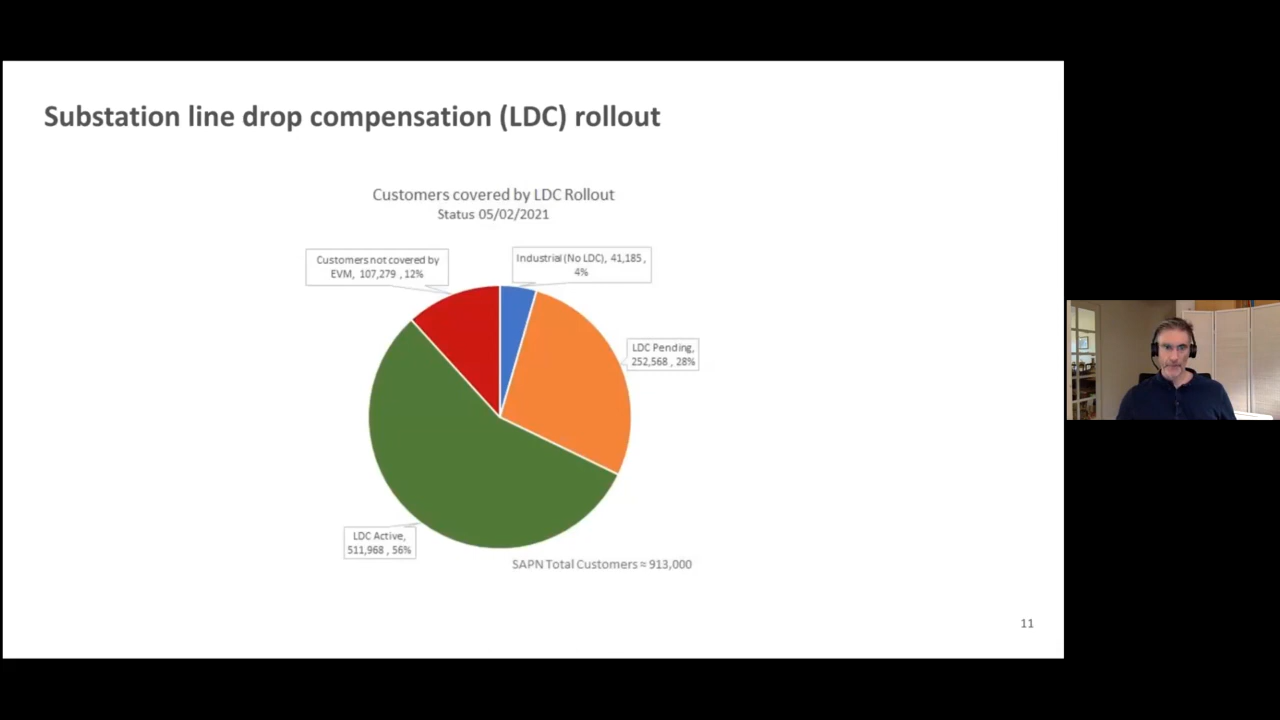 Substation line drop compensation (LDC) rollout
Customers covered by LDC Rollout
Status 05/02/2021
Customers not covered by
EVM, 107,279 , 12%
Industrial (No LDC), 41,185 ,
4%
LDC Pending,
252,568 , 28%
LDC Active,
511,968 , 56%
SAPN Total Customers = 913,000
11